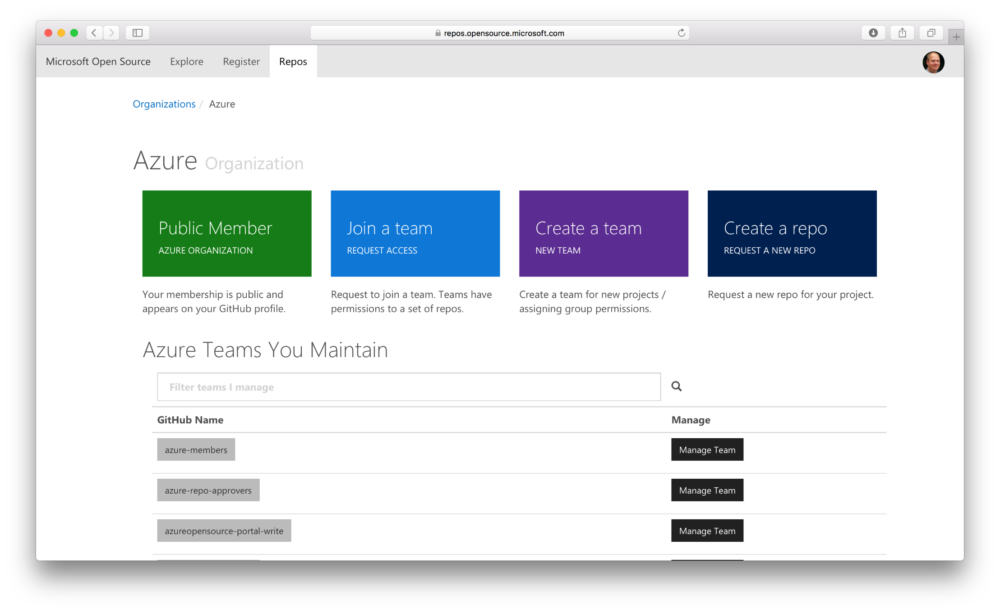 repos.opensource.microsoft.com
Microsoft Open Source Explore Register Repos
Organizations / Azure
Azure Organization
Public Member
AZURE ORGANIZATION
Your membership is public and
appears on your GitHub profile.
Join a team
REQUEST ACCESS
Request to join a team. Teams have
permissions to a set of repos.
Create a team
NEW TEAM
Create a team for new projects /
assigning group permissions.
Create a repo
REQUEST A NEW REPO
Request a new repo for your project.
Azure Teams You Maintain
Filter teams I manage
GitHub Name Manage
azure-members Manage Team
azure-repo-approvers Manage Team
azureopensource-portal-write Manage Team